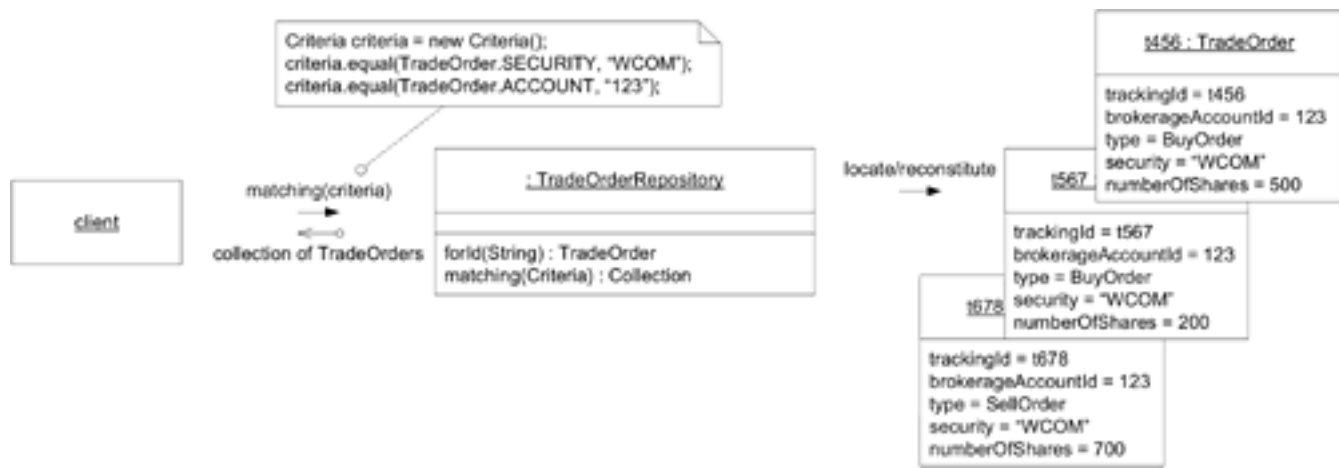 Criteria criteria = new Criteria();
criteria.equal(TradeOrder.SECURITY, "WCOM");
criteria.equal(TradeOrder.ACCOUNT, "123");
client
matching(criteria)
collection of TradeOrders
: TradeOrderRepository
forId(String) : TradeOrder
matching(Criteria) : Collection
locate/reconstitute
t456 : TradeOrder
trackingId = t456
brokerageAccountId = 123
type = BuyOrder
security = "WCOM"
numberOfShares = 500
t567 :
trackingId = t567
brokerageAccountId = 123
type = BuyOrder
security = "WCOM"
numberOfShares = 200
t678
trackingId = t678
brokerageAccountId = 123
type = SellOrder
security = "WCOM"
numberOfShares = 700